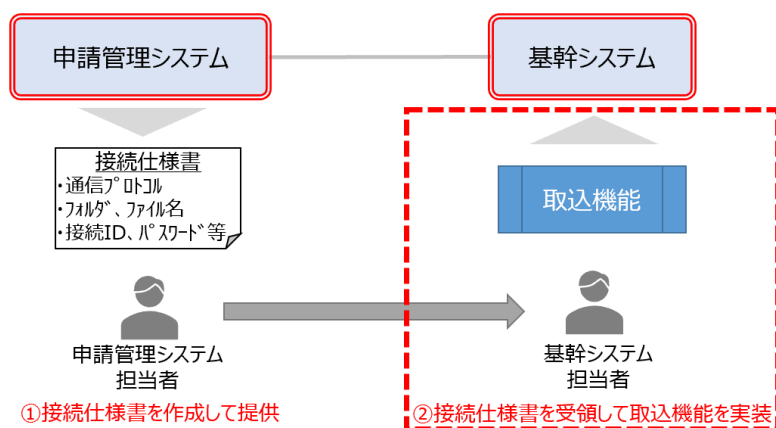 申請管理システム
基幹システム
接続仕様書
・通信ﾌﾟﾛﾄｺﾙ
・ﾌｫﾙﾀﾞ、ﾌｧｲﾙ名
・接続ID、ﾊﾟｽﾜｰﾄﾞ等
取込機能
申請管理システム
担当者
基幹システム
担当者
①接続仕様書を作成して提供
②接続仕様書を受領して取込機能を実装